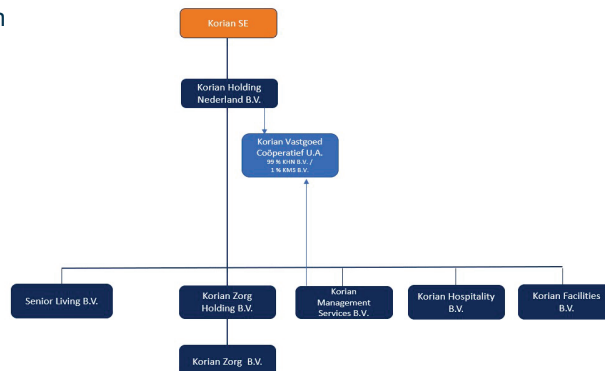 n
Korian SE
Korian Holding
Nederland B.V.
Korian Vastgoed
Coöperatief U.A.
99 % KHN B.V. /
1 % KMS B.V.
Senior Living B.V.
Korian Zorg
Holding B.V.
Korian
Management
Services B.V.
Korian Hospitality
B.V.
Korian Facilities
B.V.
Korian Zorg B.V.